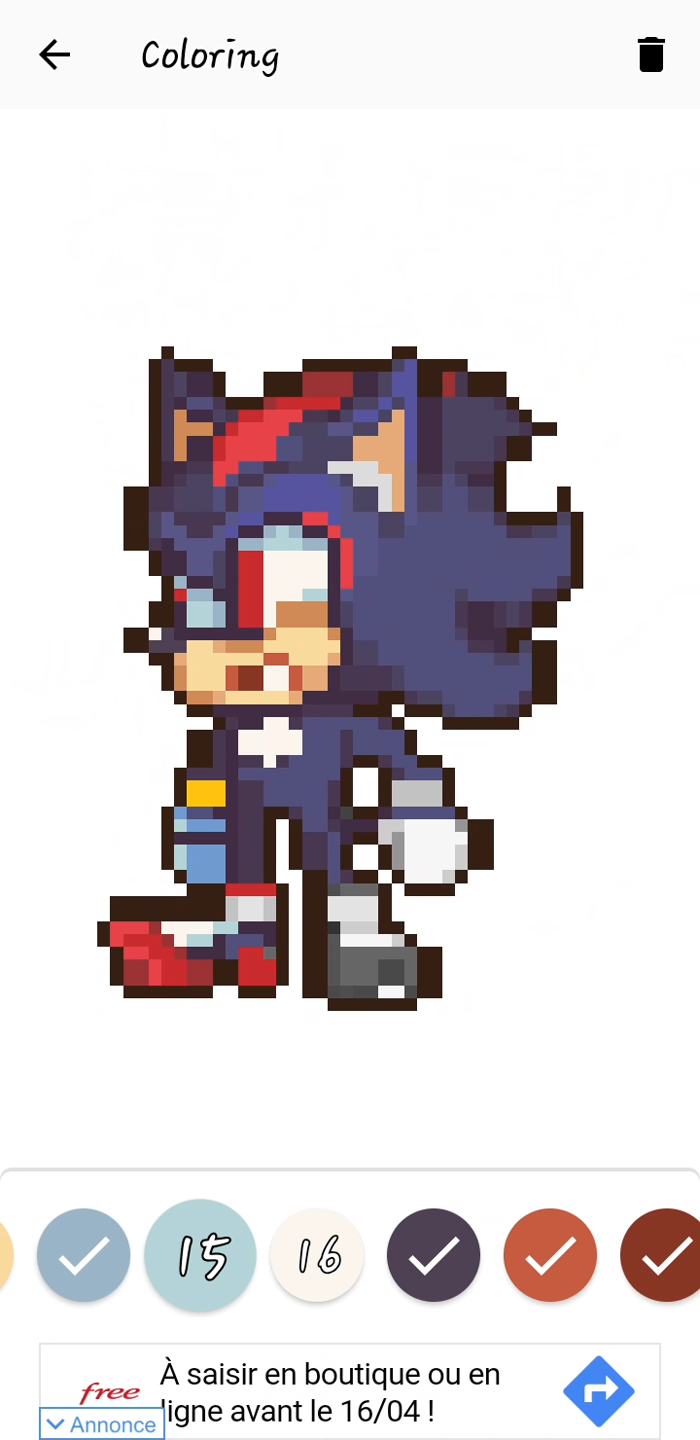 Coloring
15
16
free
À saisir en boutique ou en
ligne avant le 16/04 !
Annonce